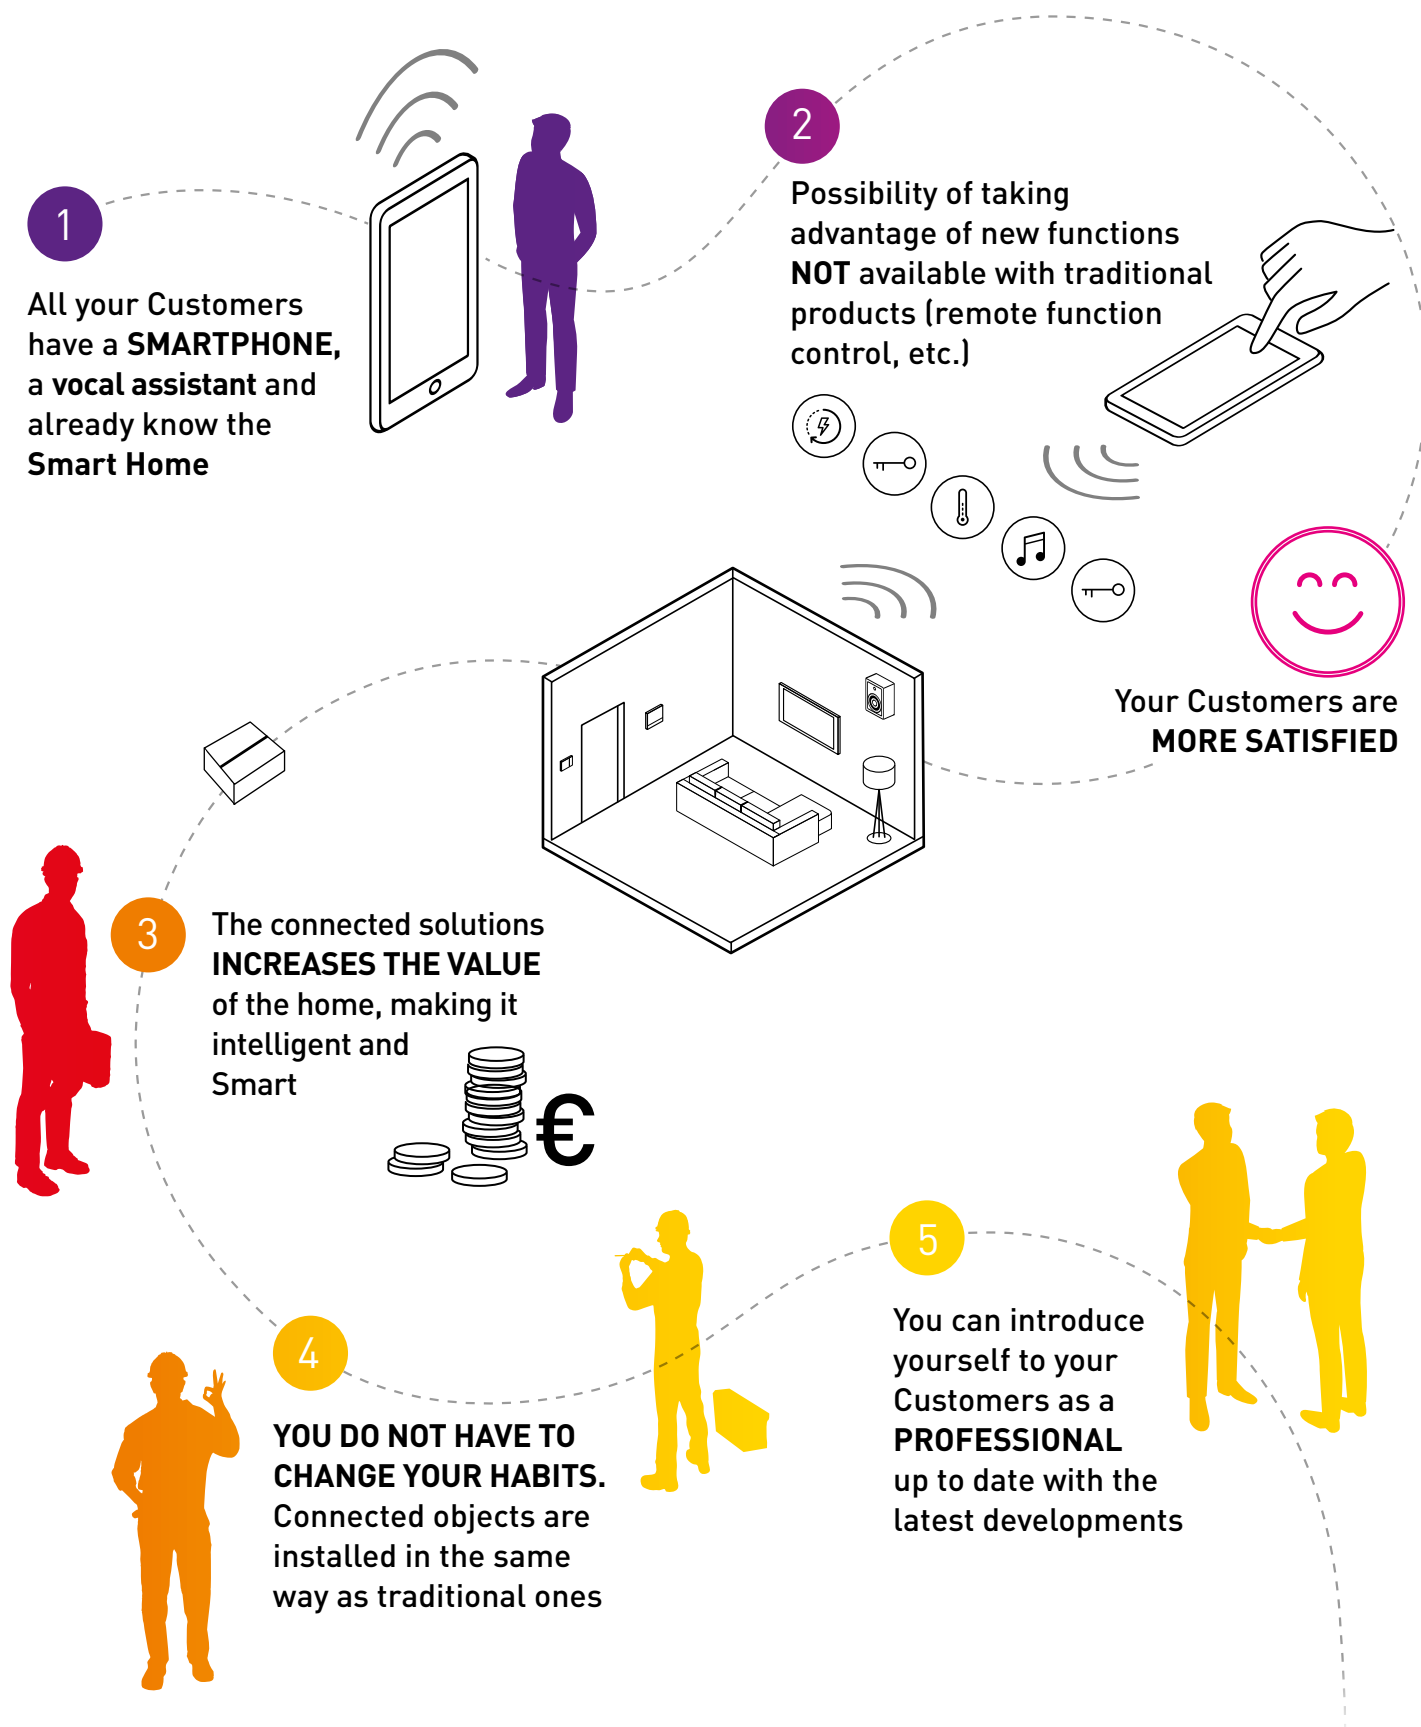 1
All your Customers
have a SMARTPHONE,
a vocal assistant and
already know the
Smart Home
2
Possibility of taking
advantage of new functions
NOT available with traditional
products (remote function
control, etc.)
Your Customers are
MORE SATISFIED
3
The connected solutions
INCREASES THE VALUE
of the home, making it
intelligent and
Smart
€
4
YOU DO NOT HAVE TO
CHANGE YOUR HABITS.
Connected objects are
installed in the same
way as traditional ones
5
You can introduce
yourself to your
Customers as a
PROFESSIONAL
up to date with the
latest developments